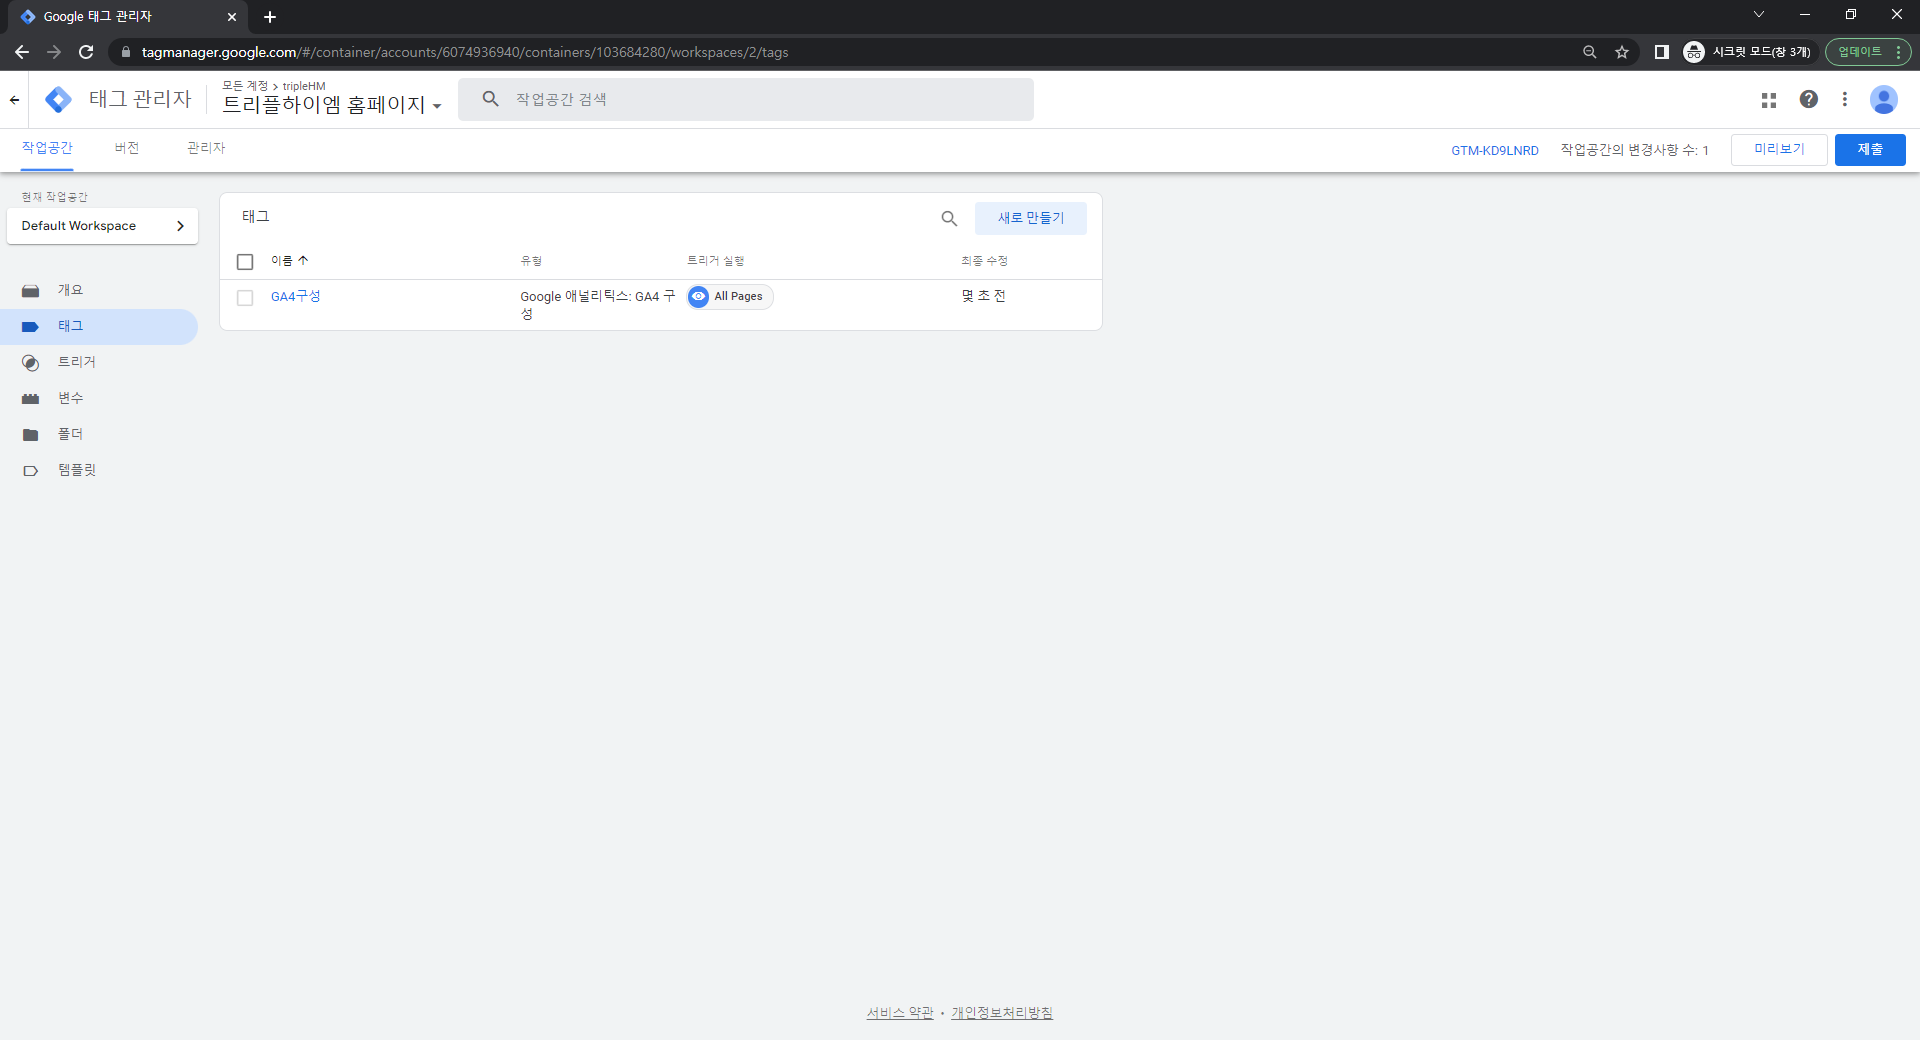 Google 태그 관리자
tagmanager.google.com/#/container/accounts/6074936940/containers/103684280/workspaces/2/tags
시크릿 모드(창 3개)
업데이트
태그 관리자
모든 계정 > tripleHM
트리플하이엠 홈페이지
작업공간 검색
작업공간
버전
관리자
GTM-KD9LNRD
작업공간의 변경사항 수: 1
미리보기
제출
현재 작업공간
Default Workspace
개요
태그
트리거
변수
폴더
템플릿
태그
새로 만들기
이름
유형
트리거 실행
최종 수정
GA4구성
Google 애널리틱스: GA4 구
성
All Pages
몇 초 전
서비스 약관 • 개인정보처리방침